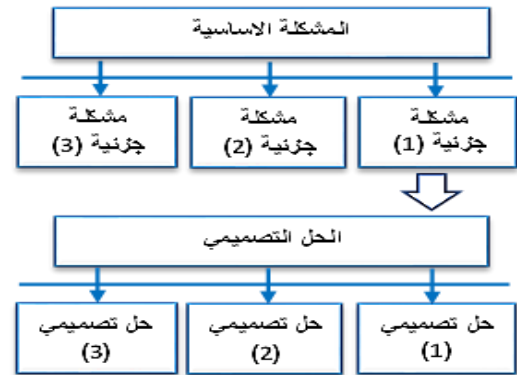 المشكلة الاساسية
مشكلة
جزئية (1)
مشكلة
جزئية (2)
مشكلة
جزئية (3)
الحل التصميمي
حل تصميمي
(1)
حل تصميمي
(2)
حل تصميمي
(3)